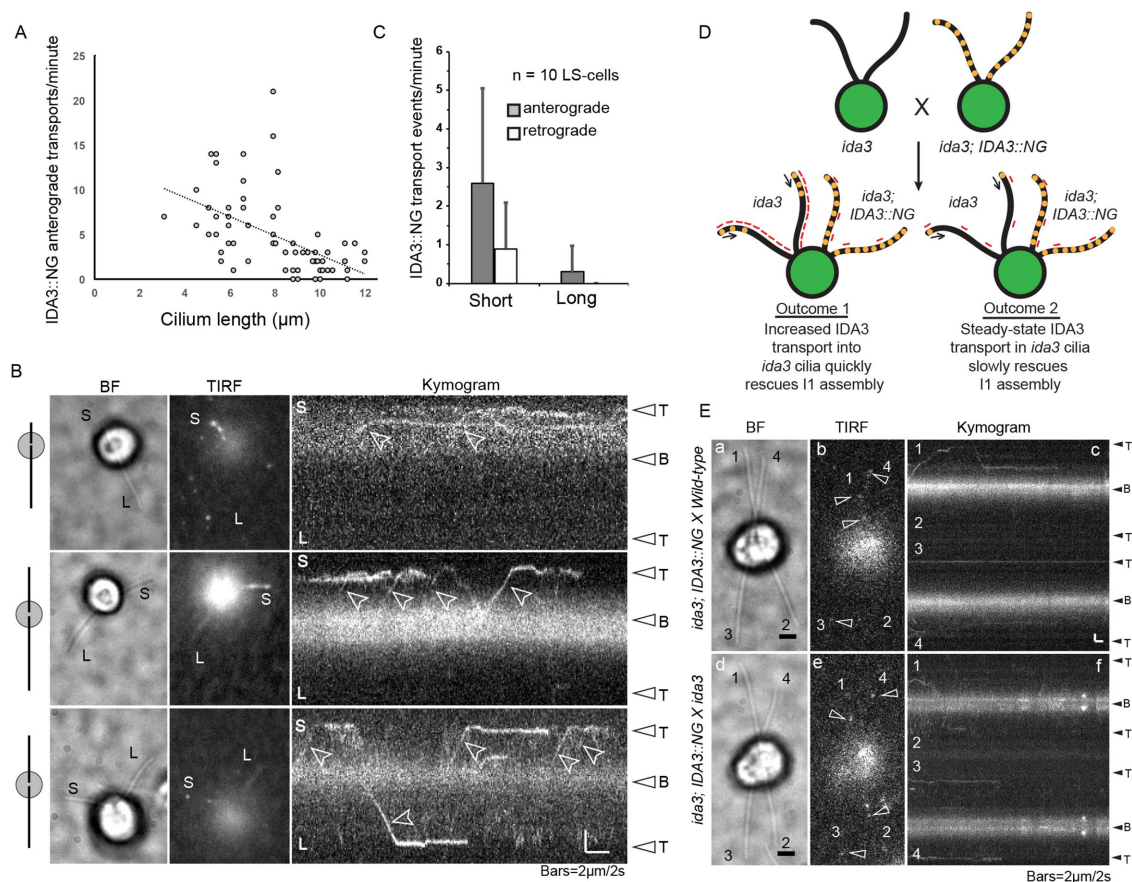 A
IDA3::NG anterograde transports/minute
25
20
15
10
5
0
0 2 4 6 8 10 12
Cilium length (µm)
C
IDA3::NG transport events/minute
6
5
4
3
2
1
0
n = 10 LS-cells
anterograde
retrograde
Short Long
D
ida3
X
ida3; IDA3::NG
ida3
ida3;
IDA3::NG
ida3
ida3;
IDA3::NG
Outcome 1
Increased IDA3
transport into
ida3 cilia quickly
rescues I1 assembly
Outcome 2
Steady-state IDA3
transport in ida3 cilia
slowly rescues
I1 assembly
B
BF TIRF Kymogram
S
L
S
L
S
L
T
B
T
S
L
S
L
S
L
T
B
T
S
L
S
L
S
L
T
B
T
Bars=2µm/2s
E
BF TIRF Kymogram
ida3; IDA3::NG X Wild-type
a
1 4
3 2
b
1 4
3 2
c
1
2
3
4
T
B
T
T
B
T
ida3; IDA3::NG X ida3
d
1 4
3 2
e
1 4
3 2
f
1
2
3
4
T
B
T
T
B
T
Bars=2µm/2s